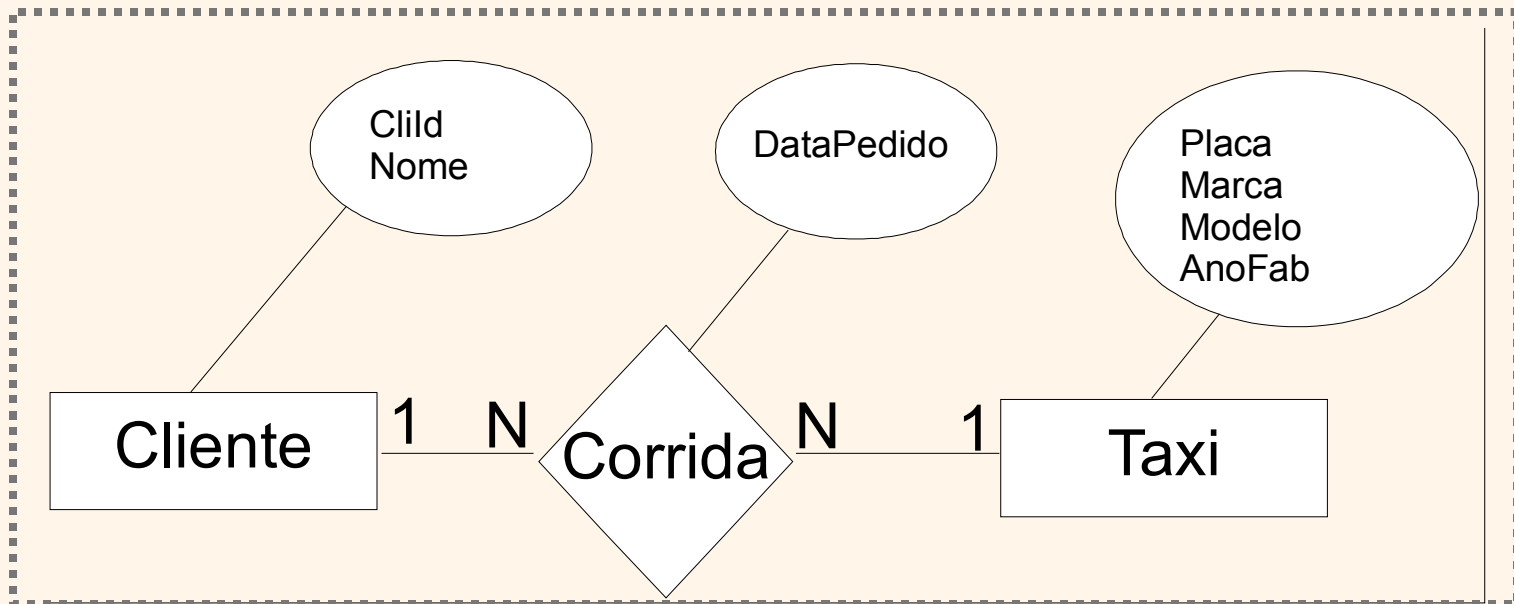 CliId
Nome
DataPedido
Placa
Marca
Modelo
AnoFab
Cliente
1
N
Corrida
N
1
Taxi